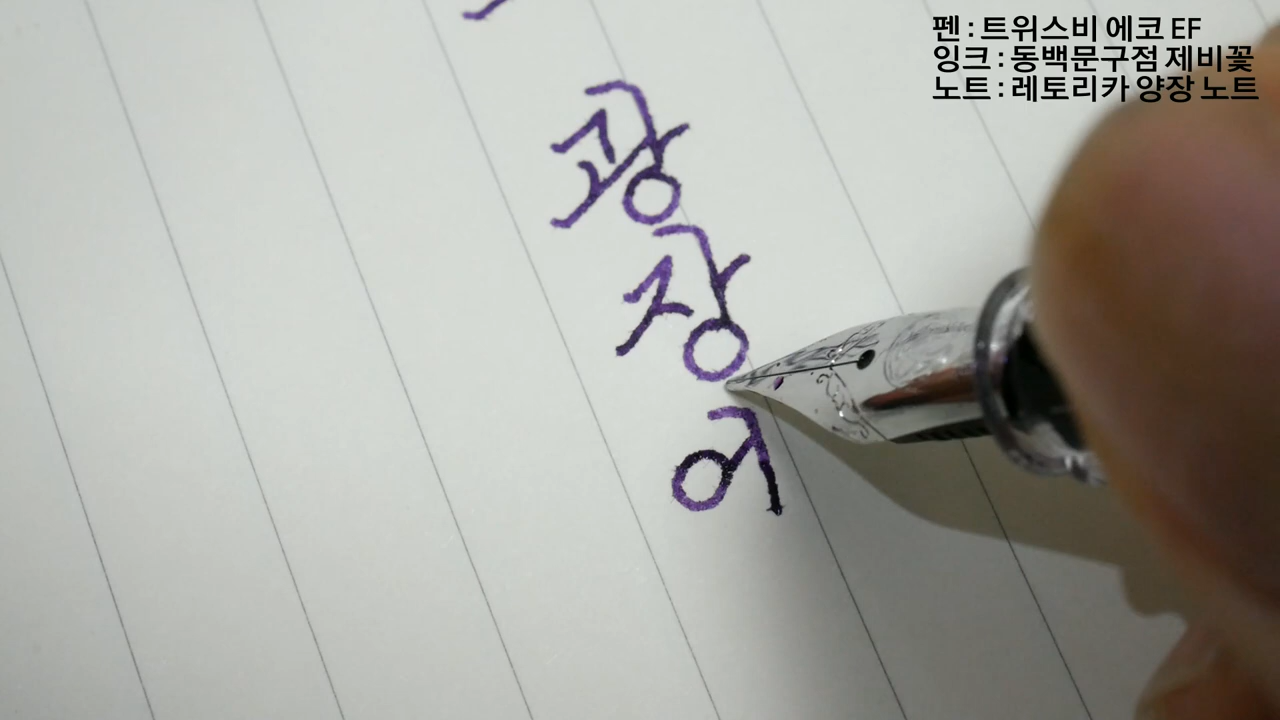 펜 : 트위스비 에코 EF
잉크 : 동백문구점 제비꽃
노트 : 레토리카 양장 노트
광장어